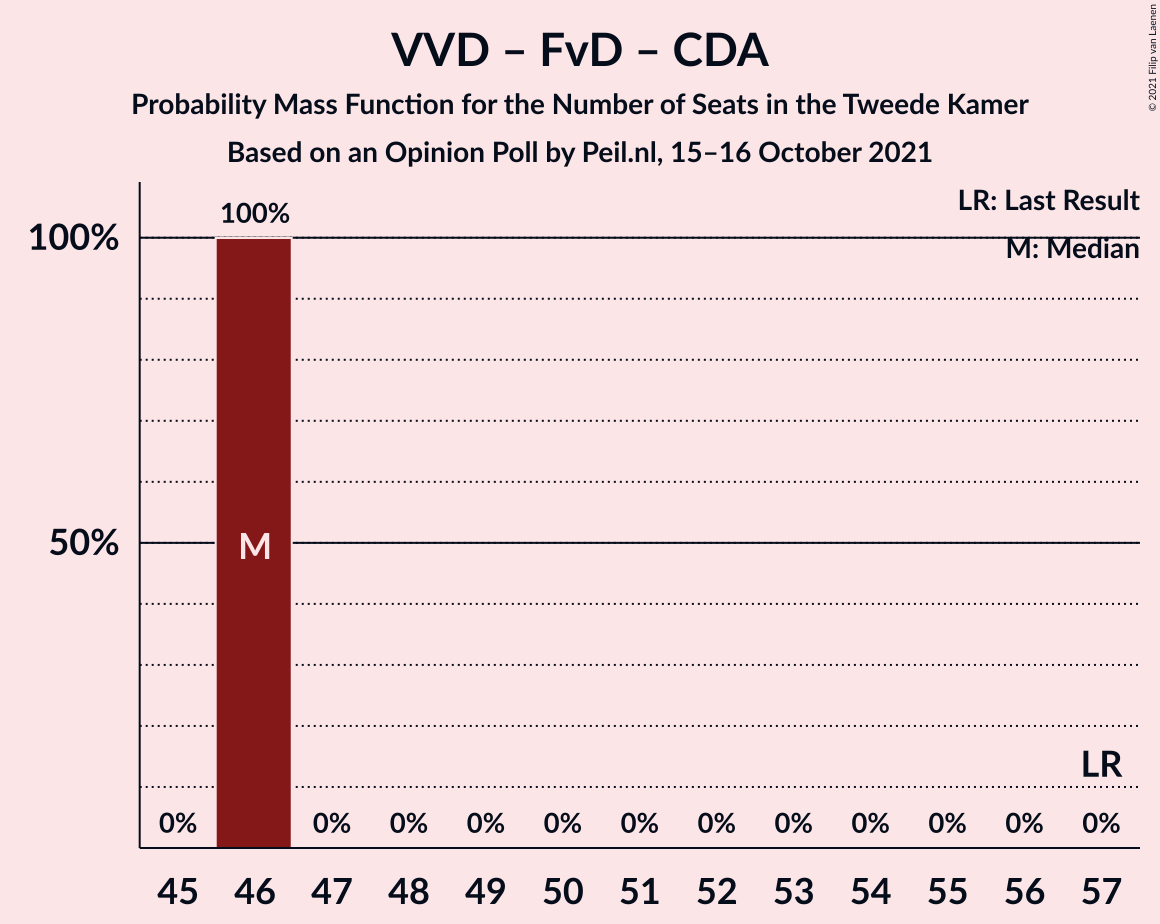 VVD – FvD – CDA
Probability Mass Function for the Number of Seats in the Tweede Kamer
Based on an Opinion Poll by Peil.nl, 15–16 October 2021
© 2021 Filip van Laenen
LR: Last Result
M: Median
100%
100%
50%
M
LR
0% 0% 0% 0% 0% 0% 0% 0% 0% 0% 0% 0%
45 46 47 48 49 50 51 52 53 54 55 56 57